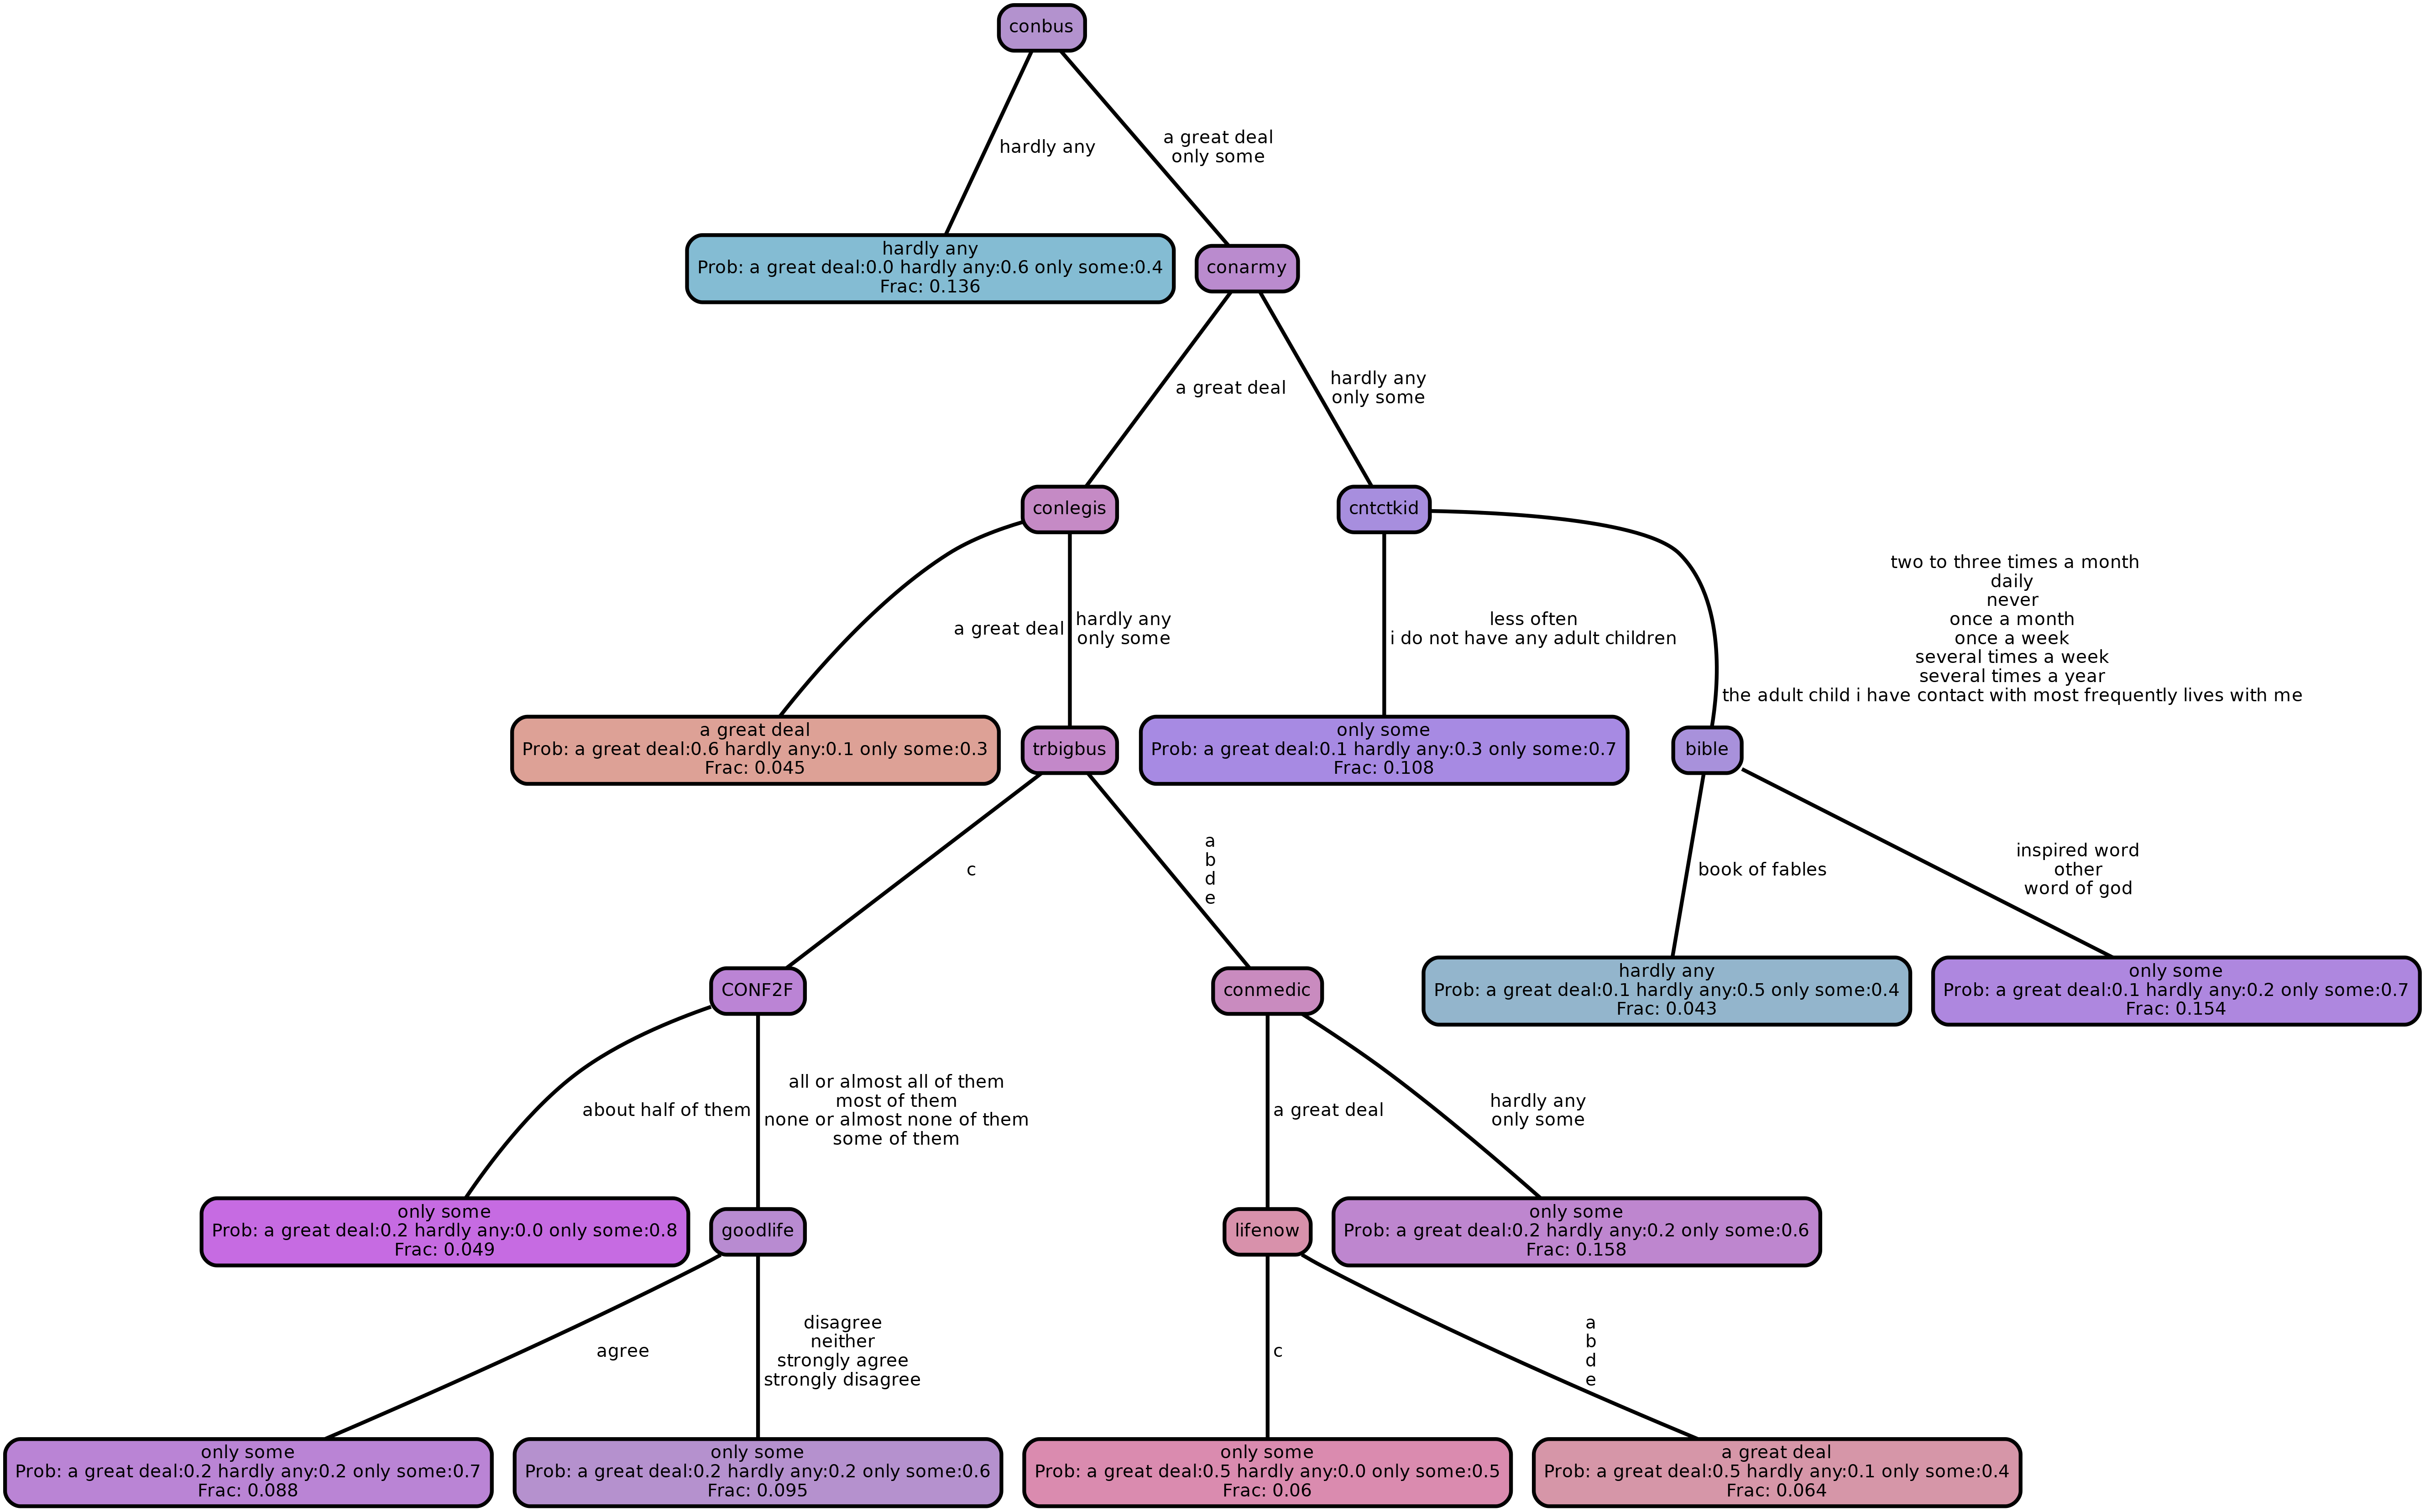 conbus
hardly any
a great deal
only some
hardly any
Prob: a great deal:0.0 hardly any:0.6 only some:0.4
Frac: 0.136
conarmy
a great deal
hardly any
only some
conlegis
cntctkid
a great deal
hardly any
only some
less often
i do not have any adult children
two to three times a month
daily
never
once a month
once a week
several times a week
several times a year
the adult child i have contact with most frequently lives with me
a great deal
Prob: a great deal:0.6 hardly any:0.1 only some:0.3
Frac: 0.045
trbigbus
only some
Prob: a great deal:0.1 hardly any:0.3 only some:0.7
Frac: 0.108
bible
c
a
b
d
e
book of fables
inspired word
other
word of god
CONF2F
conmedic
hardly any
Prob: a great deal:0.1 hardly any:0.5 only some:0.4
Frac: 0.043
only some
Prob: a great deal:0.1 hardly any:0.2 only some:0.7
Frac: 0.154
about half of them
all or almost all of them
most of them
none or almost none of them
some of them
a great deal
hardly any
only some
only some
Prob: a great deal:0.2 hardly any:0.0 only some:0.8
Frac: 0.049
goodlife
lifenow
only some
Prob: a great deal:0.2 hardly any:0.2 only some:0.6
Frac: 0.158
agree
disagree
neither
strongly agree
strongly disagree
c
a
b
d
e
only some
Prob: a great deal:0.2 hardly any:0.2 only some:0.7
Frac: 0.088
only some
Prob: a great deal:0.2 hardly any:0.2 only some:0.6
Frac: 0.095
only some
Prob: a great deal:0.5 hardly any:0.0 only some:0.5
Frac: 0.06
a great deal
Prob: a great deal:0.5 hardly any:0.1 only some:0.4
Frac: 0.064